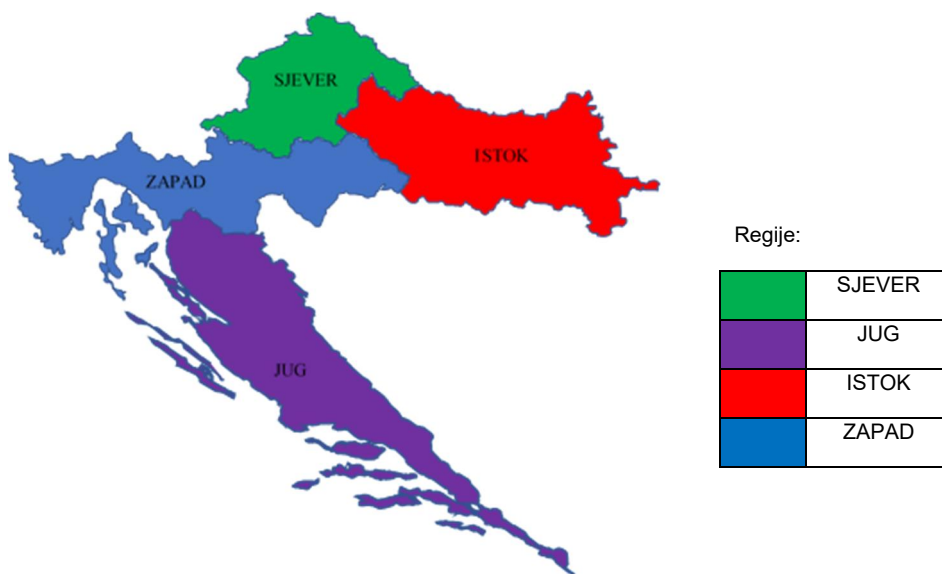 SJEVER
ISTOK
ZAPAD
JUG
Regije:
SJEVER
JUG
ISTOK
ZAPAD